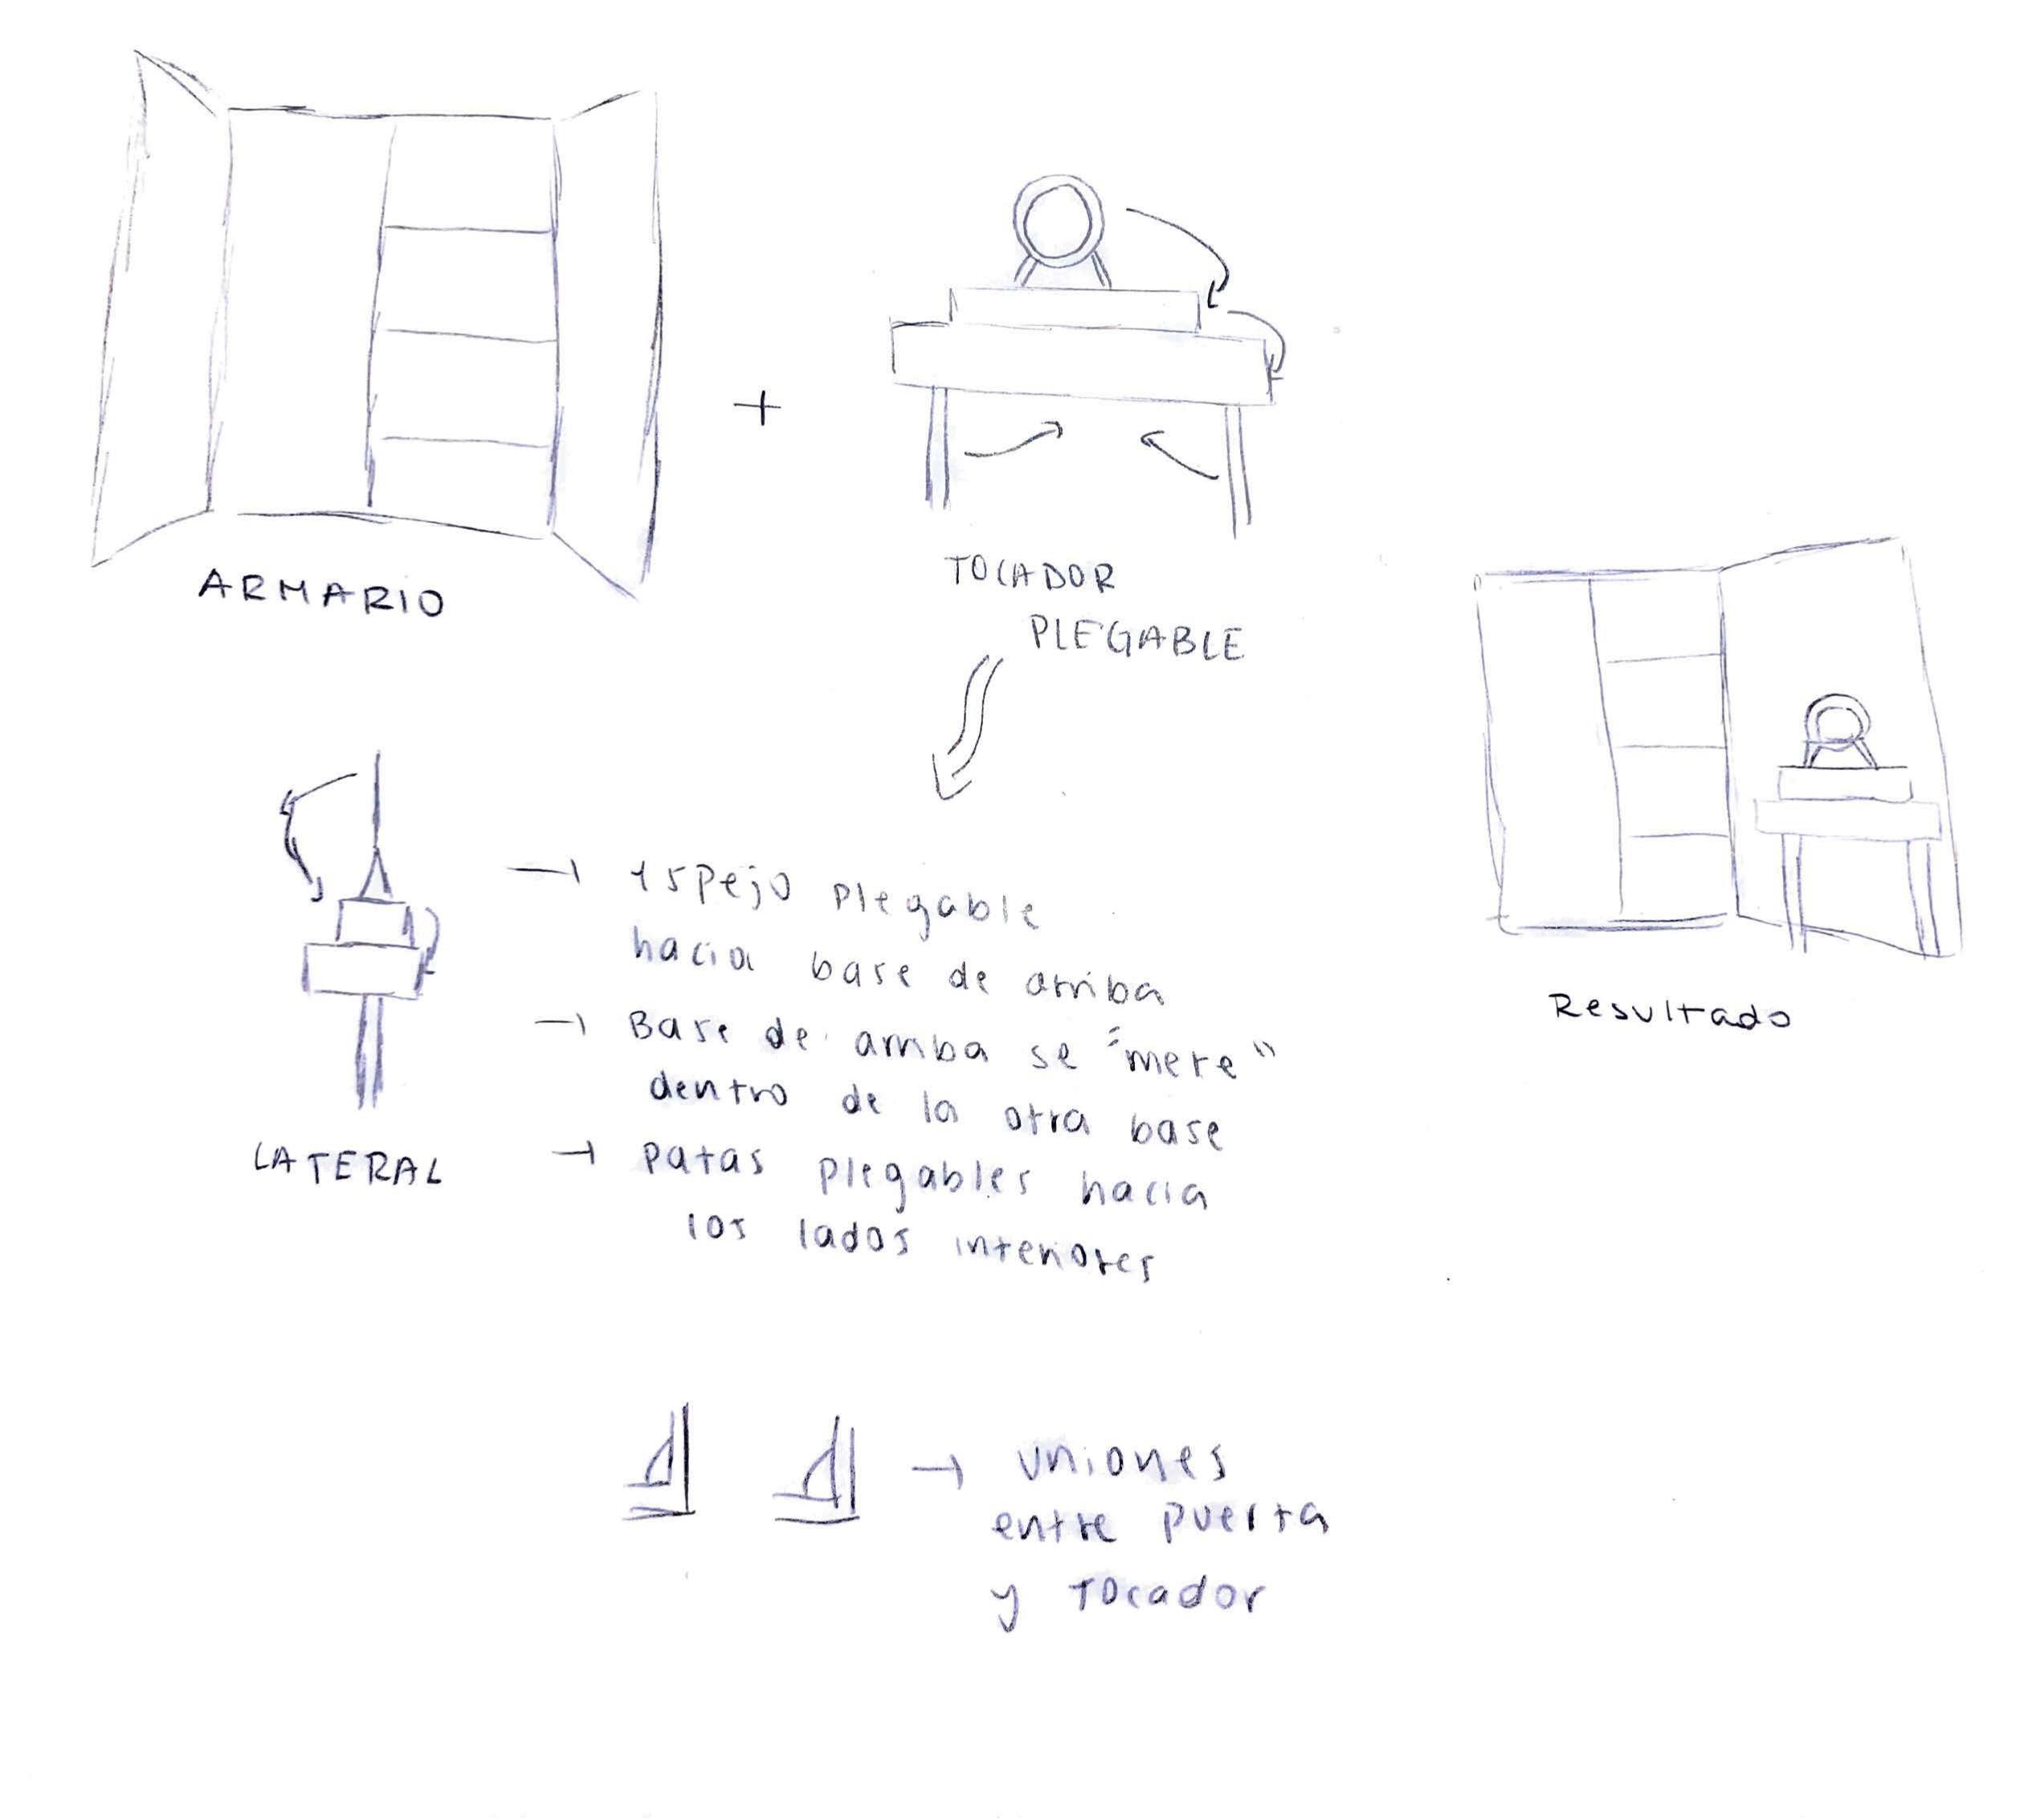 ARMARIO
+
TOCADOR
PLEGABLE
Resultado
LATERAL
→ Espejo plegable
hacia base de arriba
→ Base de arriba se "mete"
dentro de la otra base
→ Patas plegables hacia
los lados interiores
→ uniones
entre puerta
y Tocador